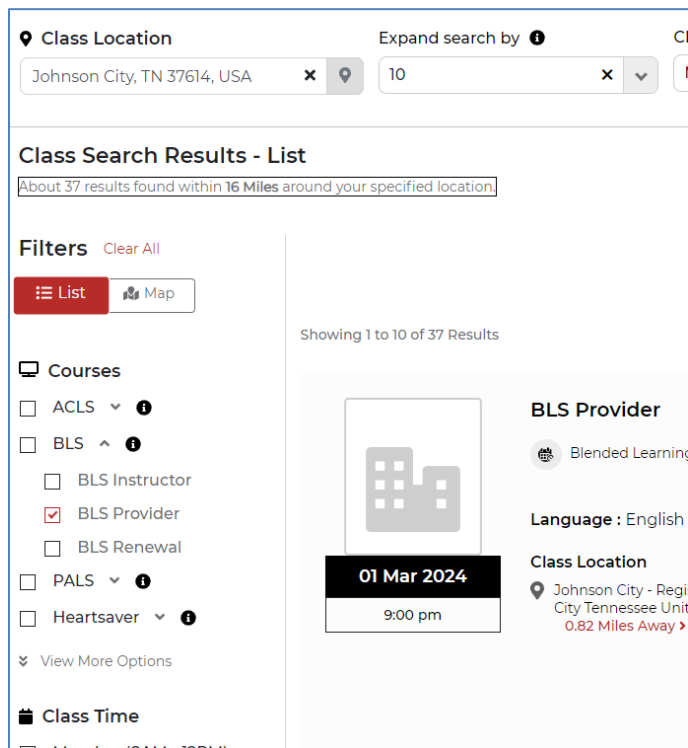 Class Location
Expand search by
Johnson City, TN 37614, USA
10
Class Search Results - List
About 37 results found within 16 Miles around your specified location.
Filters Clear All
List Map
Showing 1 to 10 of 37 Results
Courses
ACLS
BLS
BLS Instructor
BLS Provider
BLS Renewal
PALS
Heartsaver
View More Options
Class Time
BLS Provider
Blended Learning
Language : English
Class Location
Johnson City - Regi
City Tennessee Unit
0.82 Miles Away
01 Mar 2024
9:00 pm